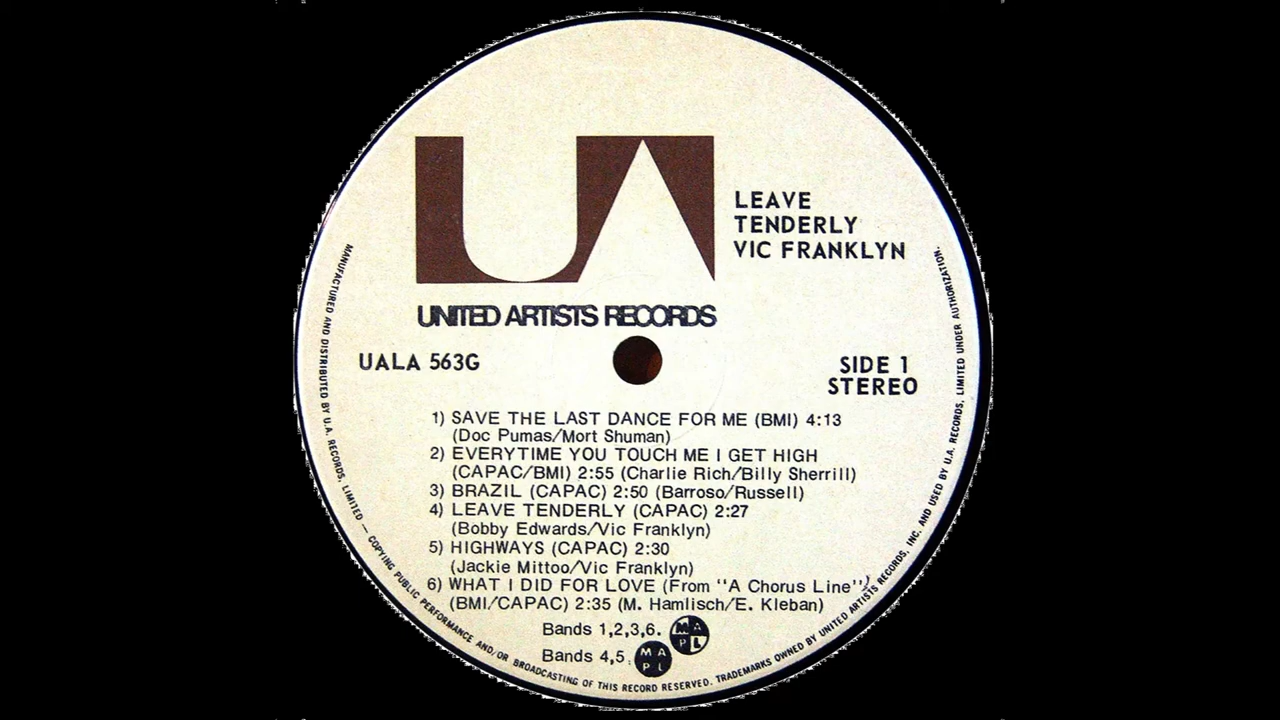 UA
LEAVE
TENDERLY
VIC FRANKLYN
UNITED ARTISTS RECORDS
UALA 563G
SIDE 1
STEREO
1) SAVE THE LAST DANCE FOR ME (BMI) 4:13
(Doc Pumas/Mort Shuman)
2) EVERYTIME YOU TOUCH ME I GET HIGH
(CAPAC/BMI) 2:55 (Charlie Rich/Billy Sherrill)
3) BRAZIL (CAPAC) 2:50 (Barroso/Russell)
4) LEAVE TENDERLY (CAPAC) 2:27
(Bobby Edwards/Vic Franklyn)
5) HIGHWAYS (CAPAC) 2:30
(Jackie Mittoo/Vic Franklyn)
6) WHAT I DID FOR LOVE (From "A Chorus Line")
(BMI/CAPAC) 2:35 (M. Hamlisch/E. Kleban)
Bands 1,2,3,6. MAPL
Bands 4,5. MAPL
MANUFACTURED AND DISTRIBUTED BY U.A. RECORDS, LIMITED — COPYING PUBLIC PERFORMANCE AND/OR BROADCASTING OF THIS RECORD RESERVED. TRADEMARKS OWNED BY UNITED ARTISTS RECORDS, INC. AND USED BY U.A. RECORDS, LIMITED UNDER AUTHORIZATION.